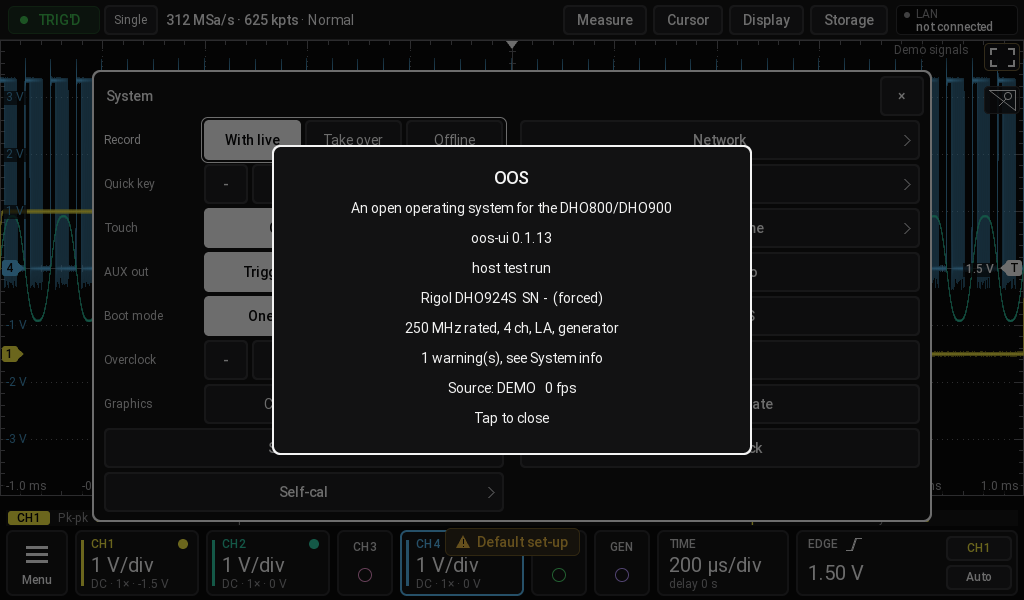 TRIG'D
Single
312 MSa/s · 625 kpts · Normal
Measure
Cursor
Display
Storage
LAN
not connected
Demo signals
3 V
2 V
1 V
4
-1 V
1
-2 V
-3 V
1.5 V
T
System
×
Record
With live
Take over
Offline
Network
Quick key
-
Touch
AUX out
Boot mode
Overclock
-
Graphics
Self-cal
OOS
An open operating system for the DHO800/DHO900
oos-ui 0.1.13
host test run
Rigol DHO924S SN - (forced)
250 MHz rated, 4 ch, LA, generator
1 warning(s), see System info
Source: DEMO 0 fps
Tap to close
-1.0 ms
1.0 ms
CH1
Pk-pk
Default set-up
Menu
CH1
1 V/div
DC · 1× · -1.5 V
CH2
1 V/div
DC · 1× · 0 V
CH3
CH4
1 V/div
DC · 1× · 0 V
GEN
TIME
200 µs/div
delay 0 s
EDGE
1.50 V
CH1
Auto